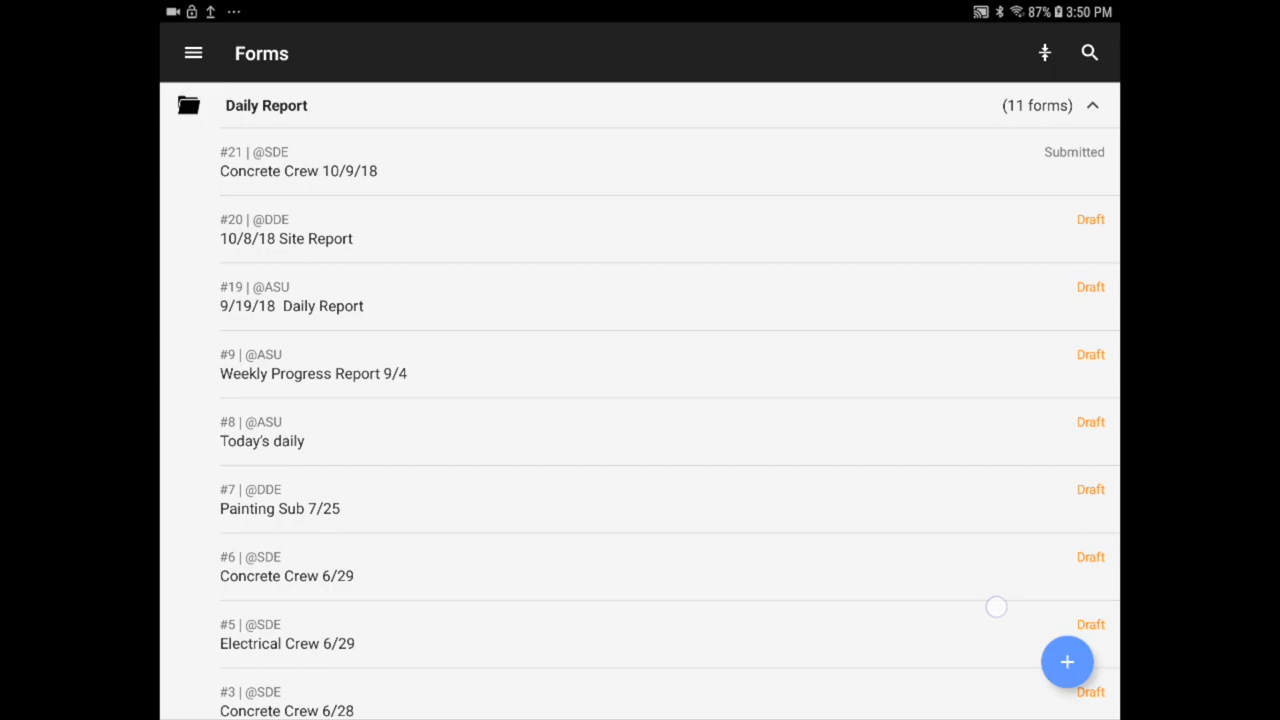 87% 3:50 PM
Forms
Daily Report (11 forms)
#21 | @SDE Submitted
Concrete Crew 10/9/18
#20 | @DDE Draft
10/8/18 Site Report
#19 | @ASU Draft
9/19/18 Daily Report
#9 | @ASU Draft
Weekly Progress Report 9/4
#8 | @ASU Draft
Today's daily
#7 | @DDE Draft
Painting Sub 7/25
#6 | @SDE Draft
Concrete Crew 6/29
#5 | @SDE Draft
Electrical Crew 6/29
#3 | @SDE Draft
Concrete Crew 6/28